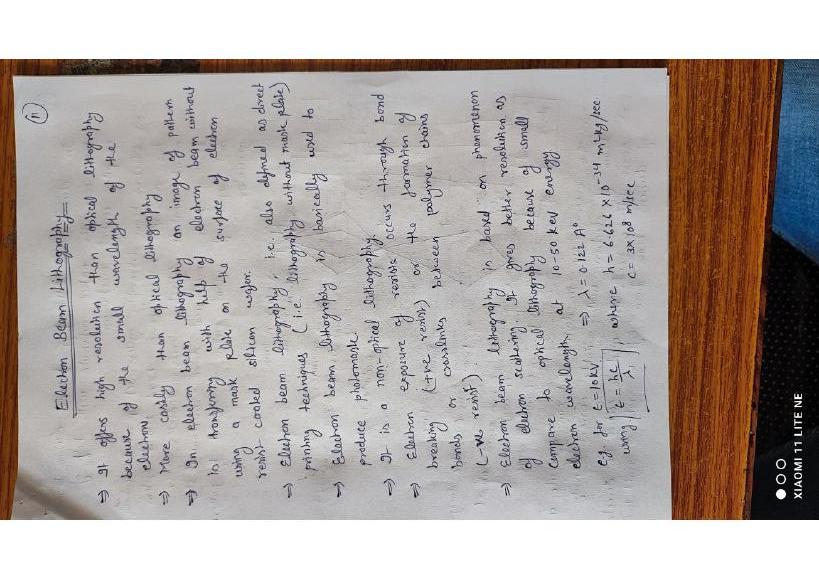 11
Electron Beam Lithography
⇒ It offers high resolution than optical lithography
because of the small wavelength of the
electron
⇒ More costly than optical lithography
⇒ In electron beam lithography an image of pattern
is transferring with help of electron beam without
using a mask plate on the surface of electron
resist coated silicon wafer.
⇒ Electron beam lithography, i.e. also defined as direct
printing techniques (i.e. lithography without mask plate)
⇒ Electron beam lithography is basically used to
produce photomask.
⇒ It is a non-optical lithography.
⇒ Electron exposure of resists occurs through bond
breaking (+ve resist) or the formation of
bonds or crosslinks between polymer chains
(-ve resist)
⇒ Electron beam lithography is based on phenomenon
of electron scattering. It gives better resolution as
compare to optical lithography because of small
electron wavelength at 10-50 kev energy
e.g. for E=10kV ⇒ λ = 0.122 A°
using E = hc/λ, where h = 6.626 X 10-34 m²kg/sec
c = 3X10⁸ m/sec
XIAOMI 11 LITE NE